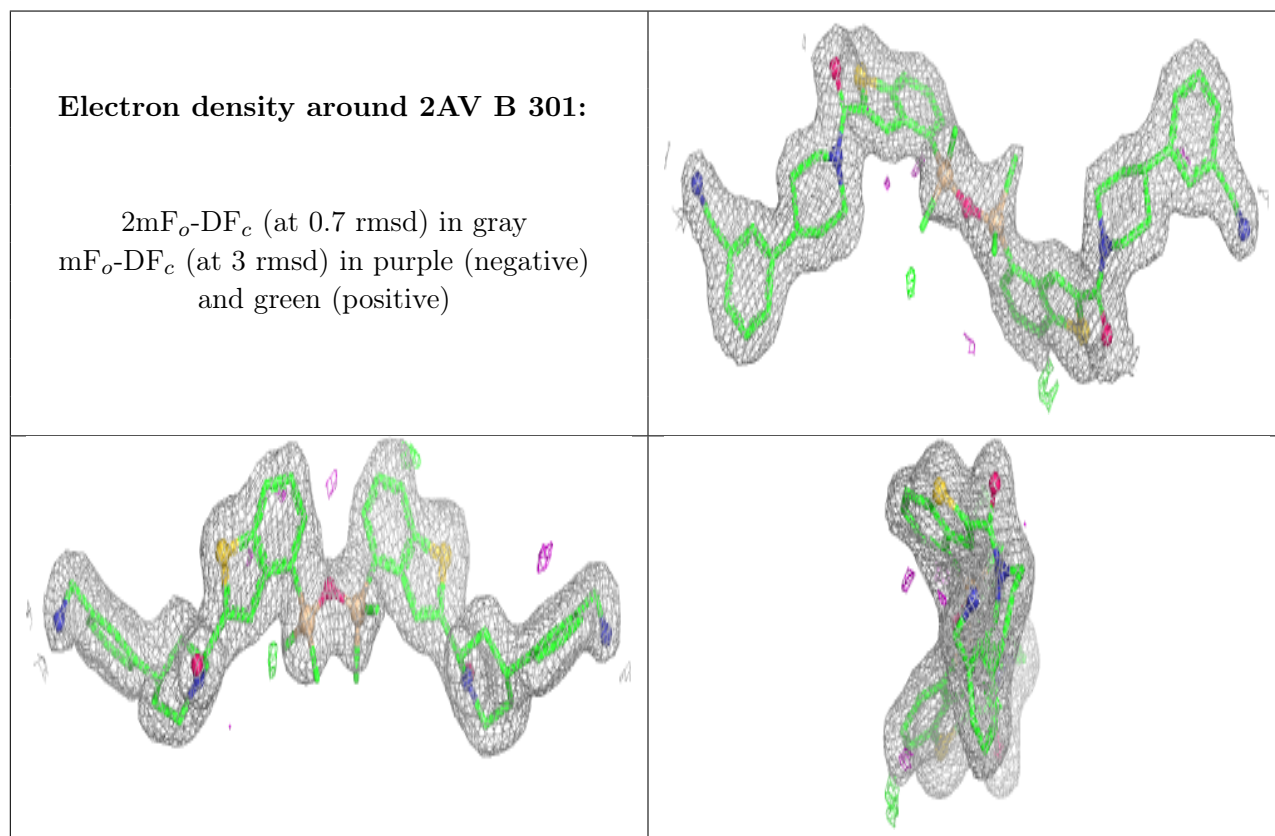 Electron density around 2AV B 301:
2mFo-DFc (at 0.7 rmsd) in gray
mFo-DFc (at 3 rmsd) in purple (negative)
and green (positive)